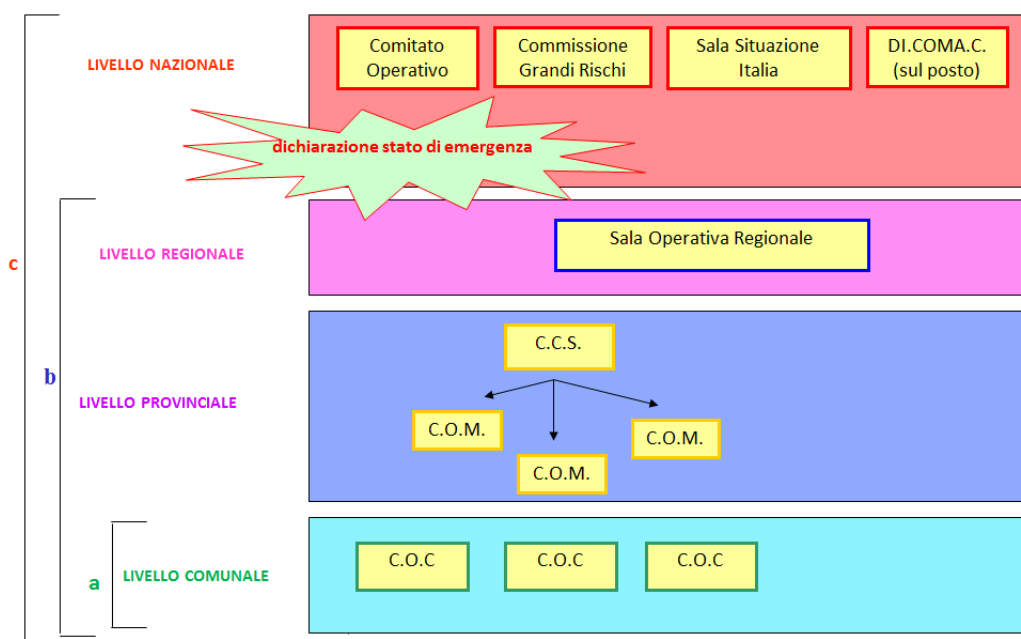 LIVELLO NAZIONALE
Comitato
Operativo
Commissione
Grandi Rischi
Sala Situazione
Italia
DI.COMA.C.
(sul posto)
dichiarazione stato di emergenza
c
LIVELLO REGIONALE
Sala Operativa Regionale
b
LIVELLO PROVINCIALE
C.C.S.
C.O.M.
C.O.M.
C.O.M.
a
LIVELLO COMUNALE
C.O.C
C.O.C
C.O.C